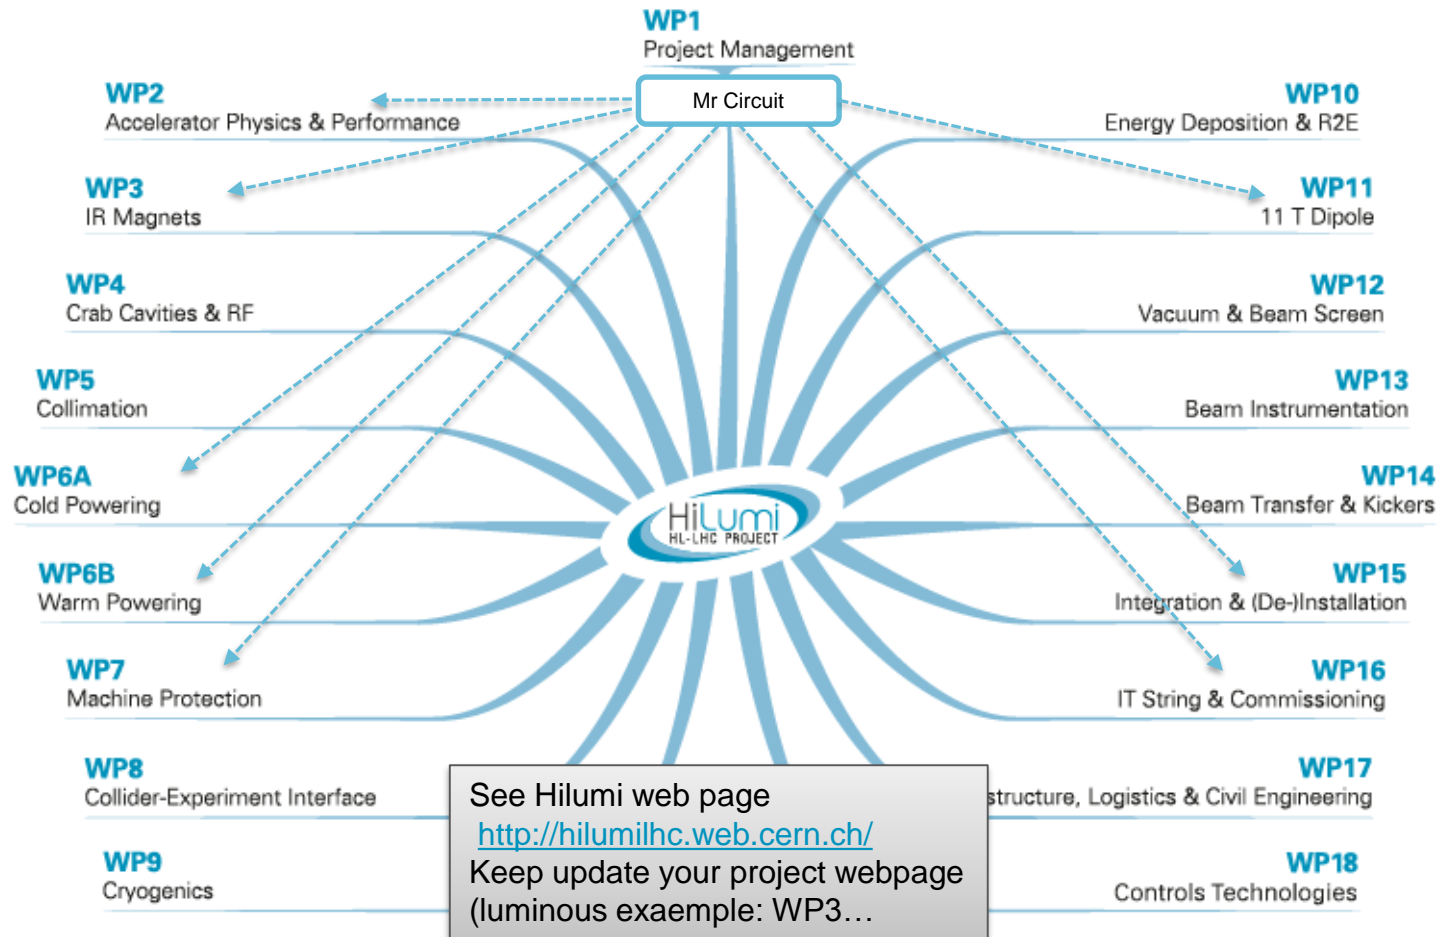 WP1
Project Management
Mr Circuit
WP2
Accelerator Physics & Performance
WP3
IR Magnets
WP4
Crab Cavities & RF
WP5
Collimation
WP6A
Cold Powering
WP6B
Warm Powering
WP7
Machine Protection
WP8
Collider-Experiment Interface
WP9
Cryogenics
WP10
Energy Deposition & R2E
WP11
11 T Dipole
WP12
Vacuum & Beam Screen
WP13
Beam Instrumentation
WP14
Beam Transfer & Kickers
WP15
Integration & (De-)Installation
WP16
IT String & Commissioning
WP17
structure, Logistics & Civil Engineering
WP18
Controls Technologies
HiLumi
HL-LHC PROJECT
See Hilumi web page
http://hilumilhc.web.cern.ch/
Keep update your project webpage
(luminous exaemple: WP3…